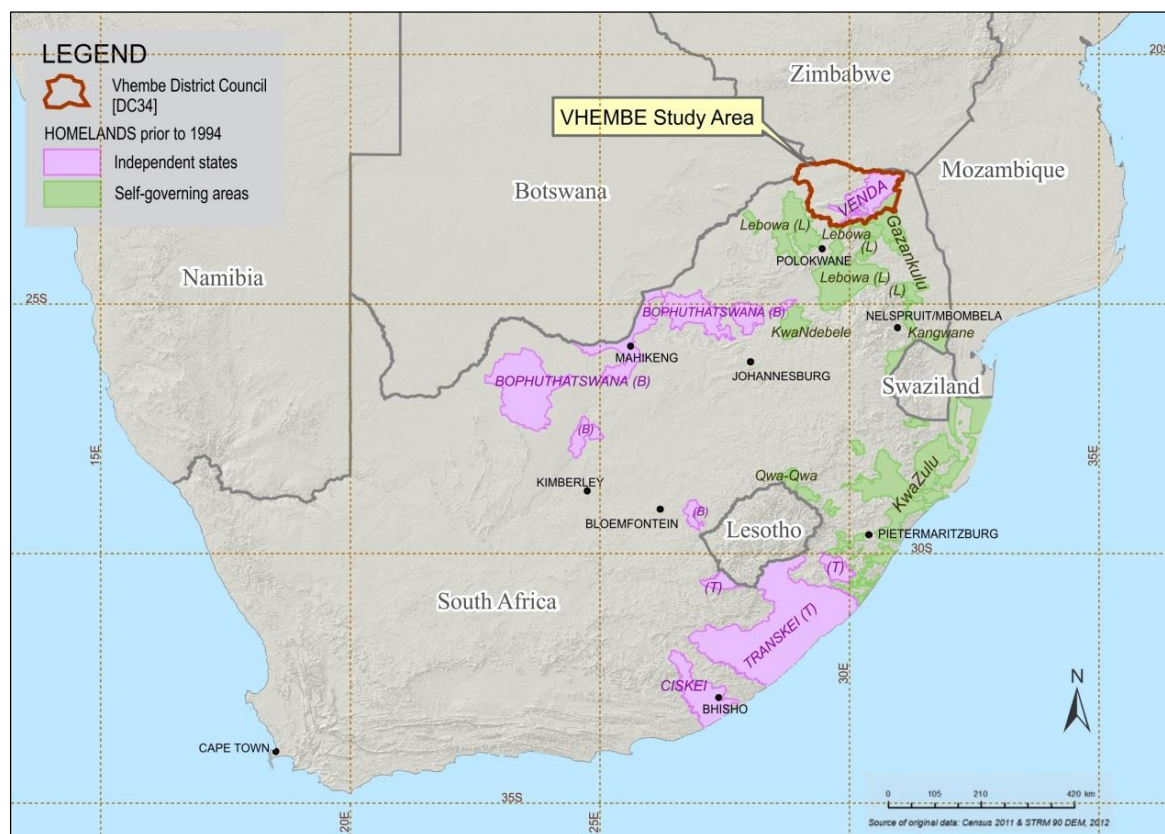 LEGEND
Vhembe District Council
[DC34]
HOMELANDS prior to 1994
Independent states
Self-governing areas
20S
Zimbabwe
VHEMBE Study Area
Mozambique
Botswana
VENDA
Lebowa (L)
Lebowa
(L)
Gazankulu
POLOKWANE
Lebowa (L)
(L)
Namibia
25S
BOPHUTHATSWANA (B)
NELSPRUIT/MBOMBELA
KwaNdebele
Kangwane
MAHIKENG
JOHANNESBURG
BOPHUTHATSWANA (B)
Swaziland
(B)
15E
35E
KIMBERLEY
Qwa-Qwa
KwaZulu
BLOEMFONTEIN
(B)
Lesotho
PIETERMARITZBURG
30S
(T)
(T)
South Africa
TRANSKEI (T)
30E
CISKEI
BHISHO
N
CAPE TOWN
35S
20E
25E
0 105 210 420 km
Source of original data: Census 2011 & STRM 90 DEM, 2012